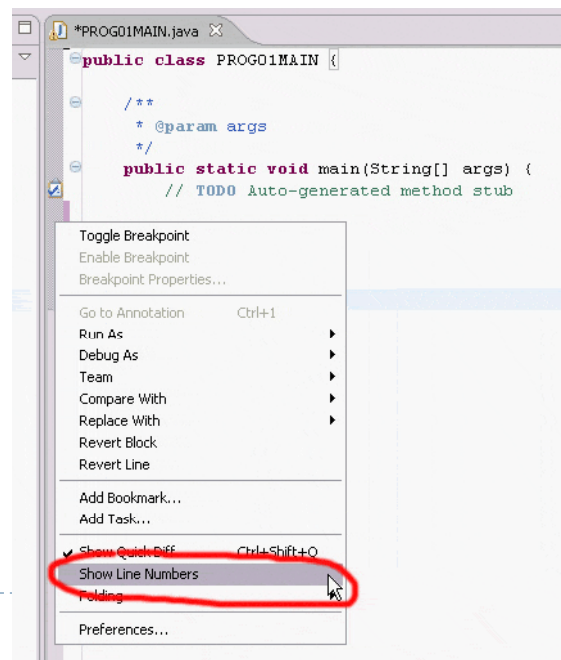 *PROG01MAIN.java
public class PROG01MAIN {
/**
* @param args
*/
public static void main(String[] args) {
// TODO Auto-generated method stub
Toggle Breakpoint
Enable Breakpoint
Breakpoint Properties...
Go to Annotation Ctrl+1
Run As
Debug As
Team
Compare With
Replace With
Revert Block
Revert Line
Add Bookmark...
Add Task...
Show Quick Diff Ctrl+Shift+Q
Show Line Numbers
Folding
Preferences...